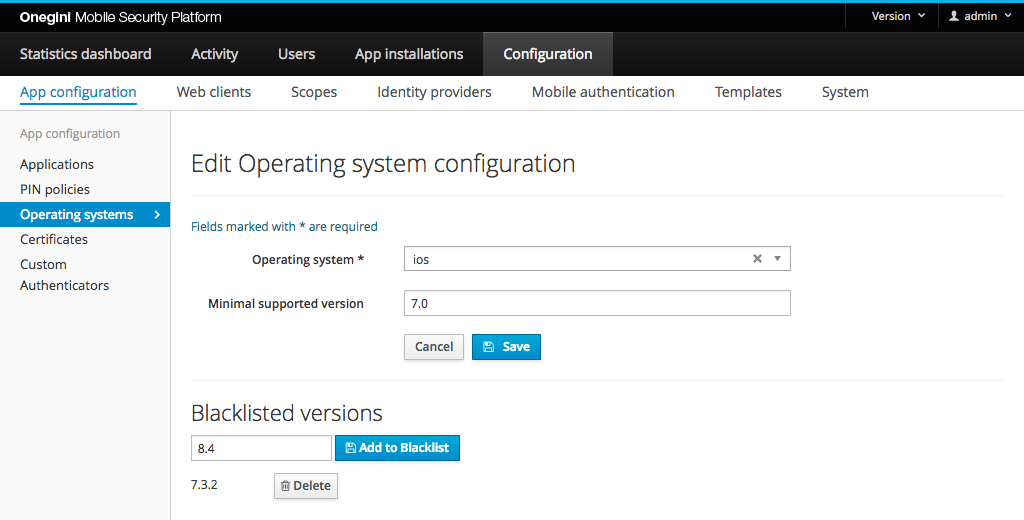 Onegini Mobile Security Platform
Version
admin
Statistics dashboard
Activity
Users
App installations
Configuration
App configuration
Web clients
Scopes
Identity providers
Mobile authentication
Templates
System
App configuration
Applications
PIN policies
Operating systems
Certificates
Custom
Authenticators
Edit Operating system configuration
Fields marked with * are required
Operating system *
ios
Minimal supported version
7.0
Cancel
Save
Blacklisted versions
8.4
Add to Blacklist
7.3.2
Delete